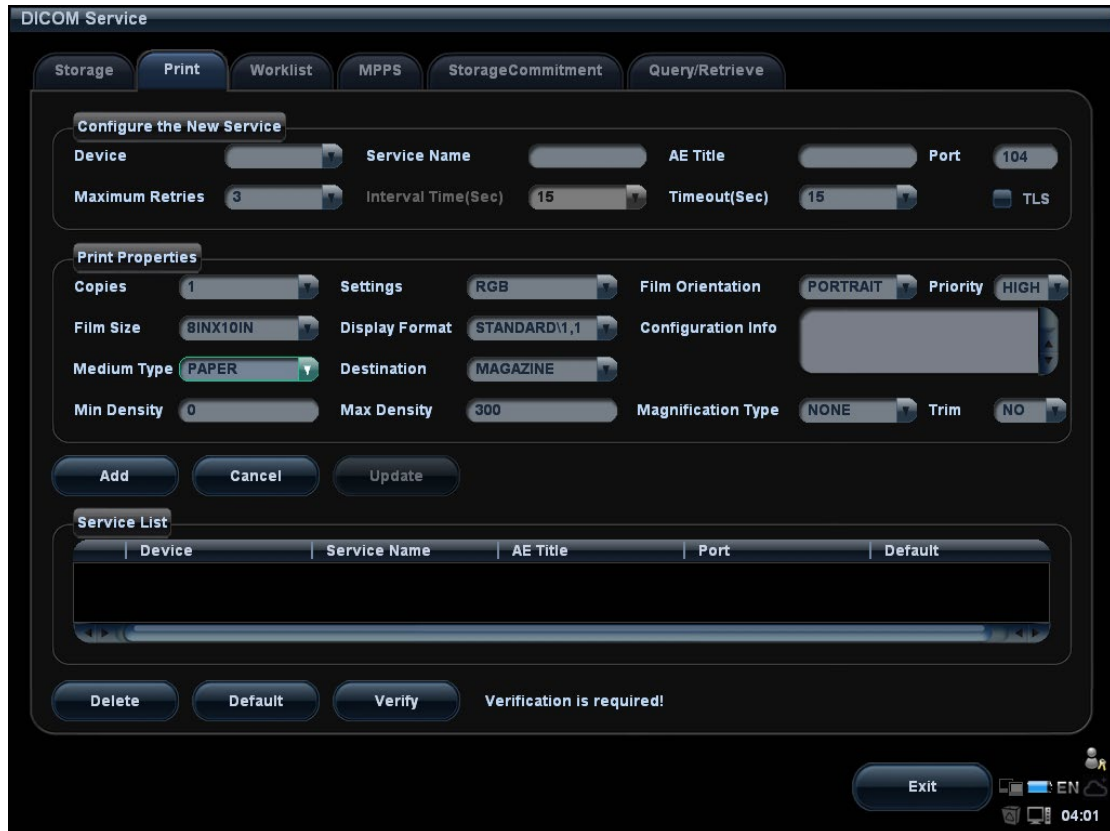 DICOM Service
Storage Print Worklist MPPS StorageCommitment Query/Retrieve
Configure the New Service
Device Service Name AE Title Port 104
Maximum Retries 3 Interval Time(Sec) 15 Timeout(Sec) 15 TLS
Print Properties
Copies 1 Settings RGB Film Orientation PORTRAIT Priority HIGH
Film Size 8INX10IN Display Format STANDARD\1,1 Configuration Info
Medium Type PAPER Destination MAGAZINE
Min Density 0 Max Density 300 Magnification Type NONE Trim NO
Add Cancel Update
Service List
Device Service Name AE Title Port Default
Delete Default Verify Verification is required!
Exit
EN
04:01